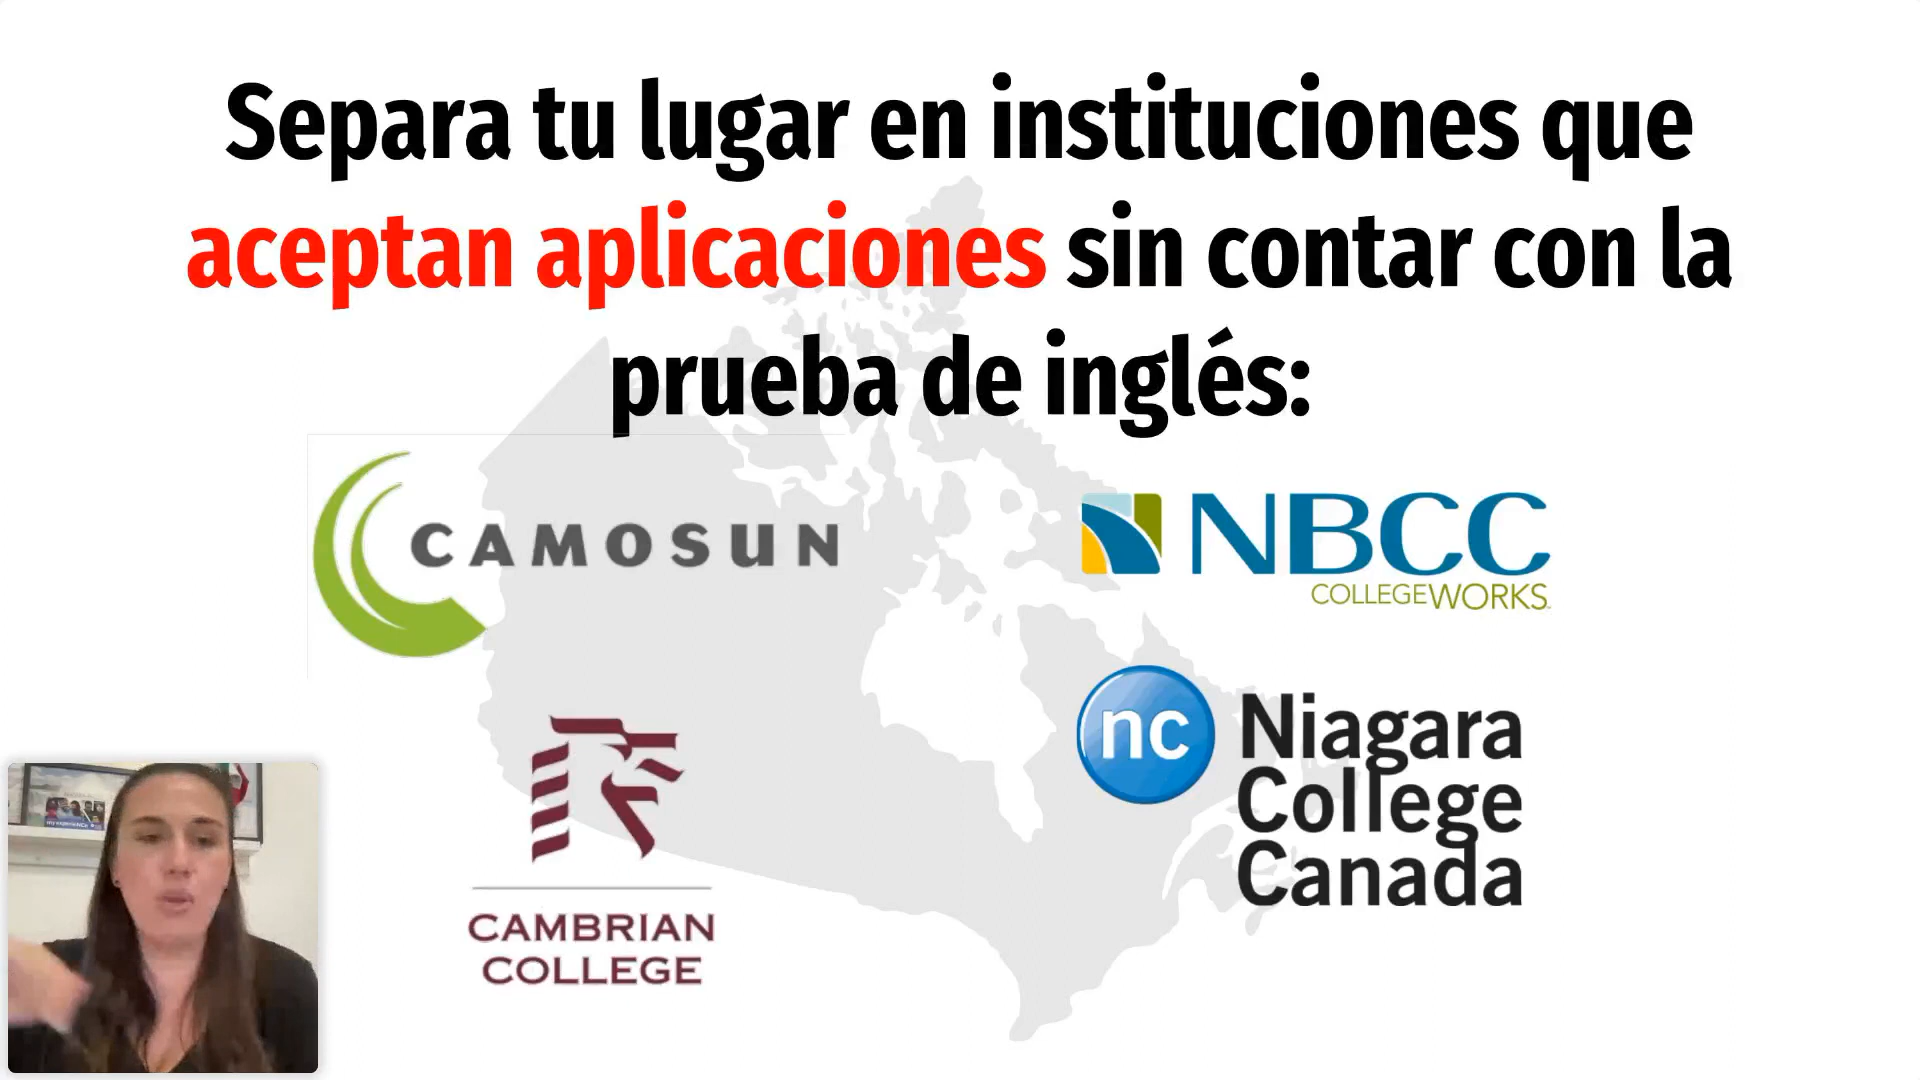 Separa tu lugar en instituciones que
aceptan aplicaciones sin contar con la
prueba de inglés:
CAMOSUN
NBCC
COLLEGEWORKS
nc
Niagara
College
Canada
CAMBRIAN
COLLEGE